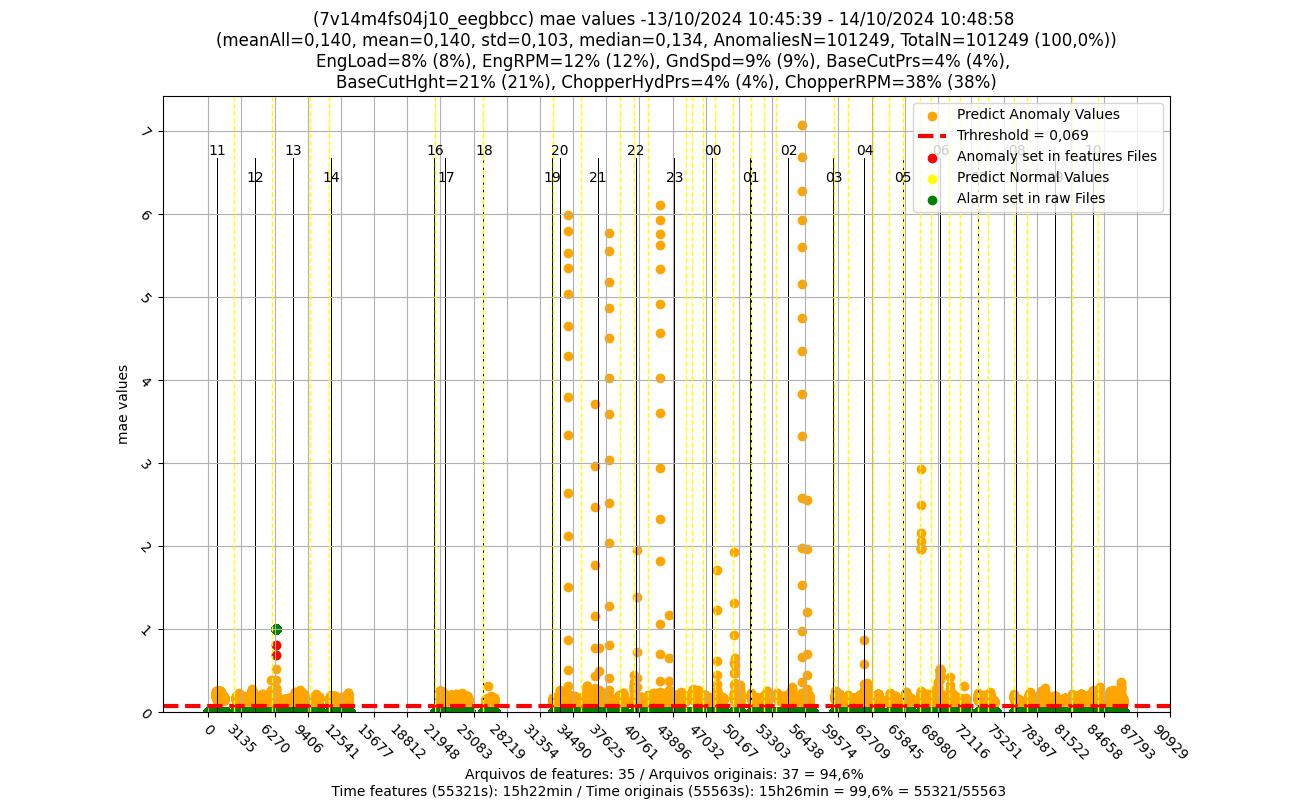 (7v14m4fs04j10_eegbbcc) mae values -13/10/2024 10:45:39 - 14/10/2024 10:48:58
(meanAll=0,140, mean=0,140, std=0,103, median=0,134, AnomaliesN=101249, TotalN=101249 (100,0%))
EngLoad=8% (8%), EngRPM=12% (12%), GndSpd=9% (9%), BaseCutPrs=4% (4%),
BaseCutHght=21% (21%), ChopperHydPrs=4% (4%), ChopperRPM=38% (38%)
Predict Anomaly Values
Trhreshold = 0,069
Anomaly set in features Files
Predict Normal Values
Alarm set in raw Files
11 13 16 18 20 22 00 02 04 06 08 10
12 14 17 19 21 23 01 03 05
7
6
5
4
3
2
1
0
mae values
0 3135 6270 9406 12541 15677 18812 21948 25083 28219 31354 34490 37625 40761 43896 47032 50167 53303 56438 59574 62709 65845 68980 72116 75251 78387 81522 84658 87793 90929
Arquivos de features: 35 / Arquivos originais: 37 = 94,6%
Time features (55321s): 15h22min / Time originais (55563s): 15h26min = 99,6% = 55321/55563